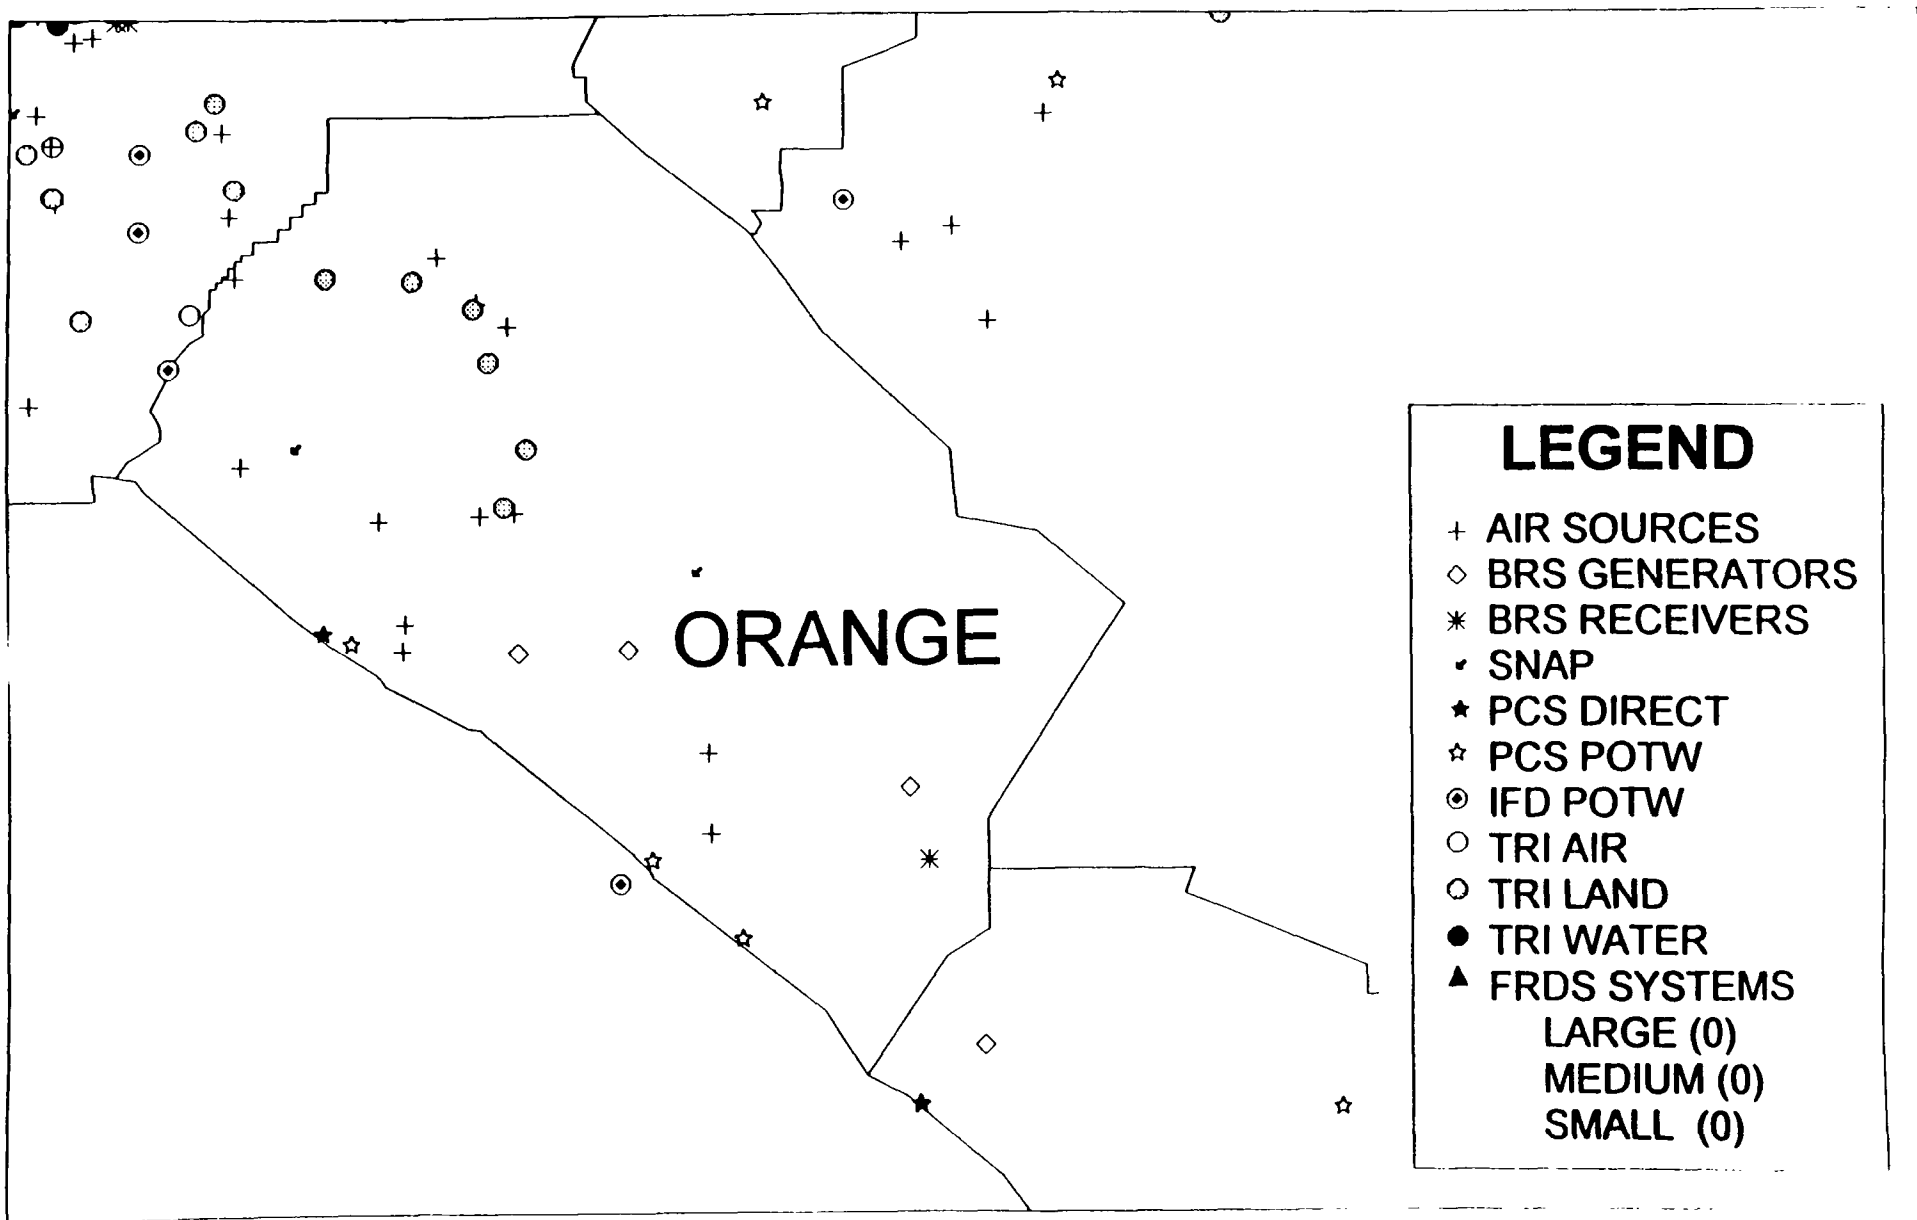 ORANGE
LEGEND
AIR SOURCES
BRS GENERATORS
BRS RECEIVERS
SNAP
PCS DIRECT
PCS POTW
IFD POTW
TRI AIR
TRI LAND
TRI WATER
FRDS SYSTEMS
LARGE (0)
MEDIUM (0)
SMALL (0)